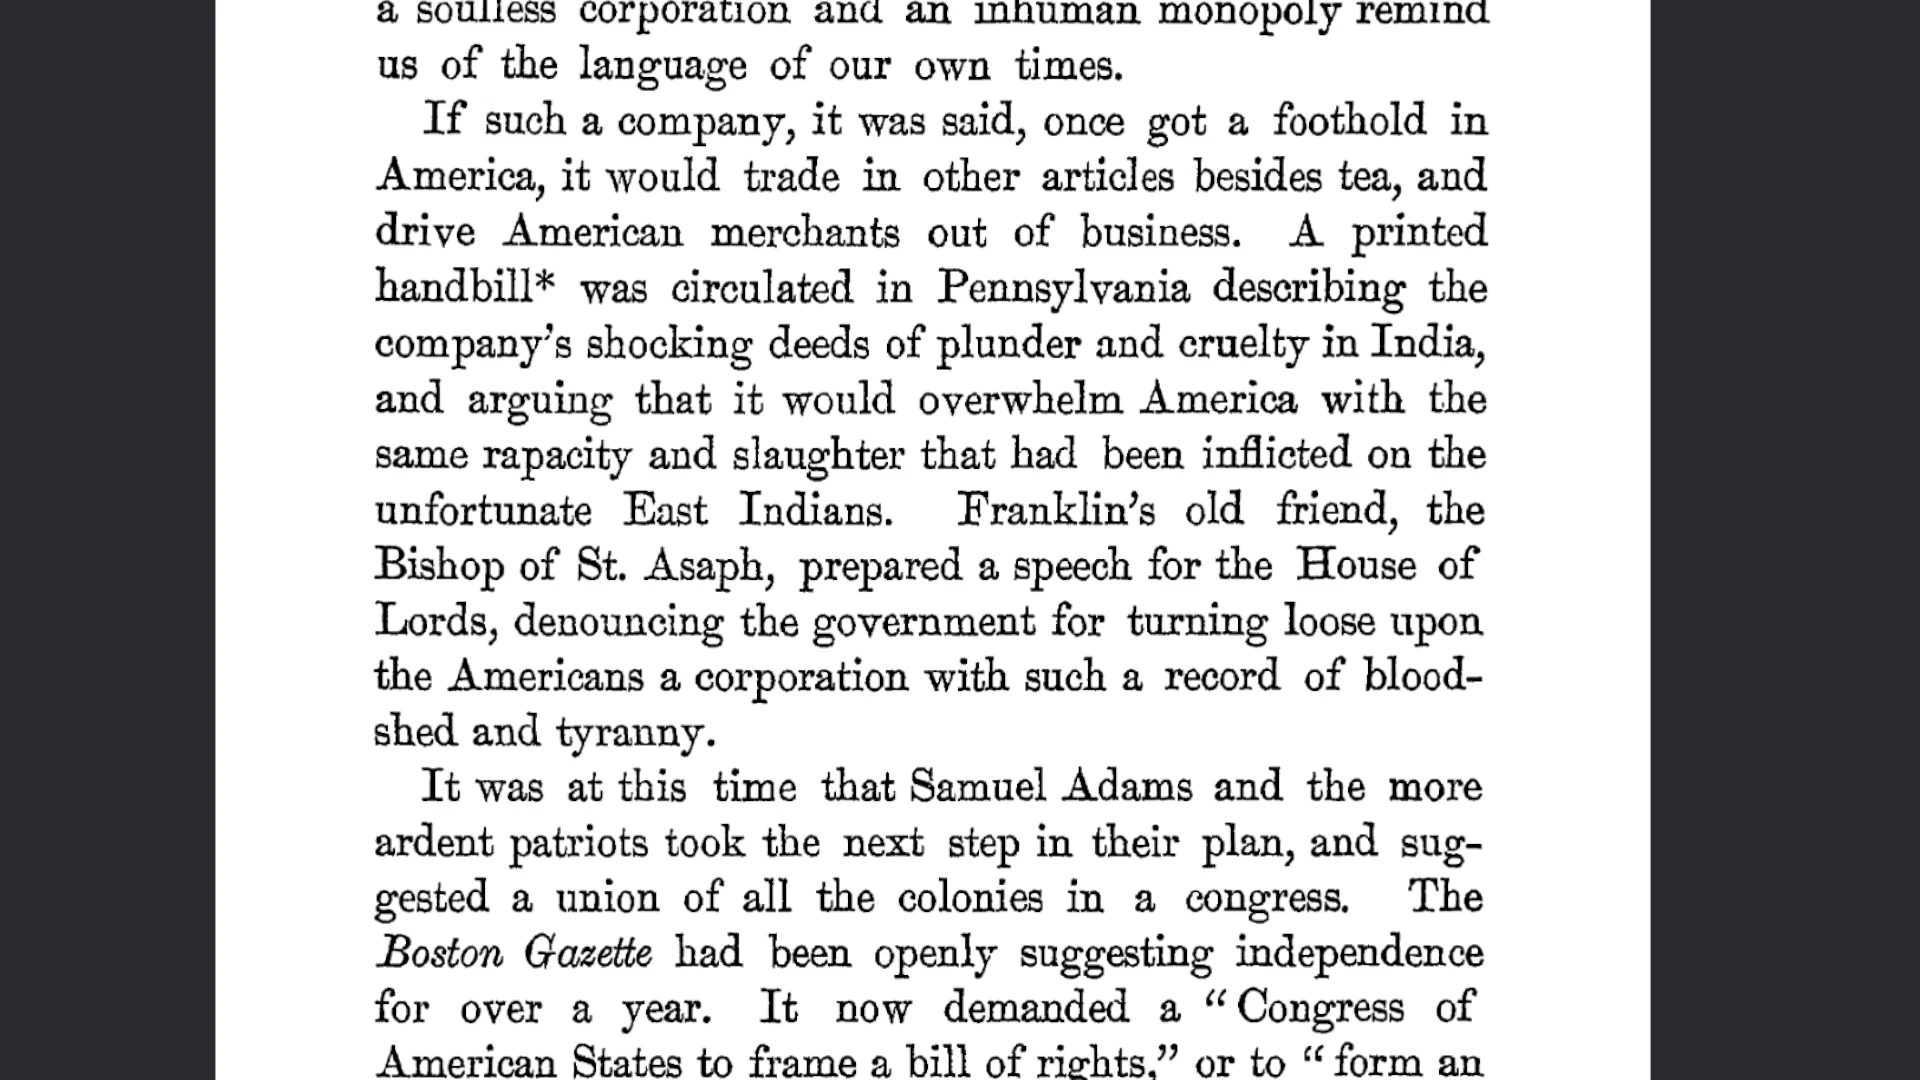 a soulless corporation and an inhuman monopoly remind
us of the language of our own times.
If such a company, it was said, once got a foothold in
America, it would trade in other articles besides tea, and
drive American merchants out of business. A printed
handbill* was circulated in Pennsylvania describing the
company's shocking deeds of plunder and cruelty in India,
and arguing that it would overwhelm America with the
same rapacity and slaughter that had been inflicted on the
unfortunate East Indians. Franklin's old friend, the
Bishop of St. Asaph, prepared a speech for the House of
Lords, denouncing the government for turning loose upon
the Americans a corporation with such a record of blood-
shed and tyranny.
It was at this time that Samuel Adams and the more
ardent patriots took the next step in their plan, and sug-
gested a union of all the colonies in a congress. The
Boston Gazette had been openly suggesting independence
for over a year. It now demanded a “Congress of
American States to frame a bill of rights,” or to “form an